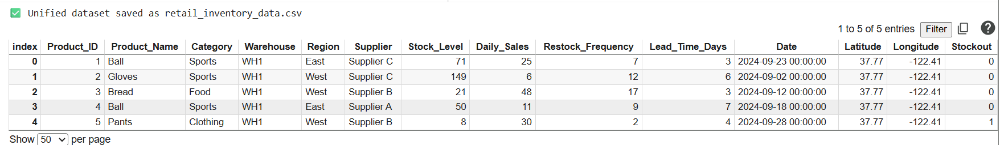 ✅ Unified dataset saved as retail_inventory_data.csv
1 to 5 of 5 entries Filter
index Product_ID Product_Name Category Warehouse Region Supplier Stock_Level Daily_Sales Restock_Frequency Lead_Time_Days Date Latitude Longitude Stockout
0 1 Ball Sports WH1 East Supplier C 71 25 7 3 2024-09-23 00:00:00 37.77 -122.41 0
1 2 Gloves Sports WH1 West Supplier C 149 6 12 6 2024-09-02 00:00:00 37.77 -122.41 0
2 3 Bread Food WH1 West Supplier B 21 48 17 3 2024-09-12 00:00:00 37.77 -122.41 0
3 4 Ball Sports WH1 East Supplier A 50 11 9 7 2024-09-18 00:00:00 37.77 -122.41 0
4 5 Pants Clothing WH1 West Supplier B 8 30 2 4 2024-09-28 00:00:00 37.77 -122.41 1
Show 50 per page